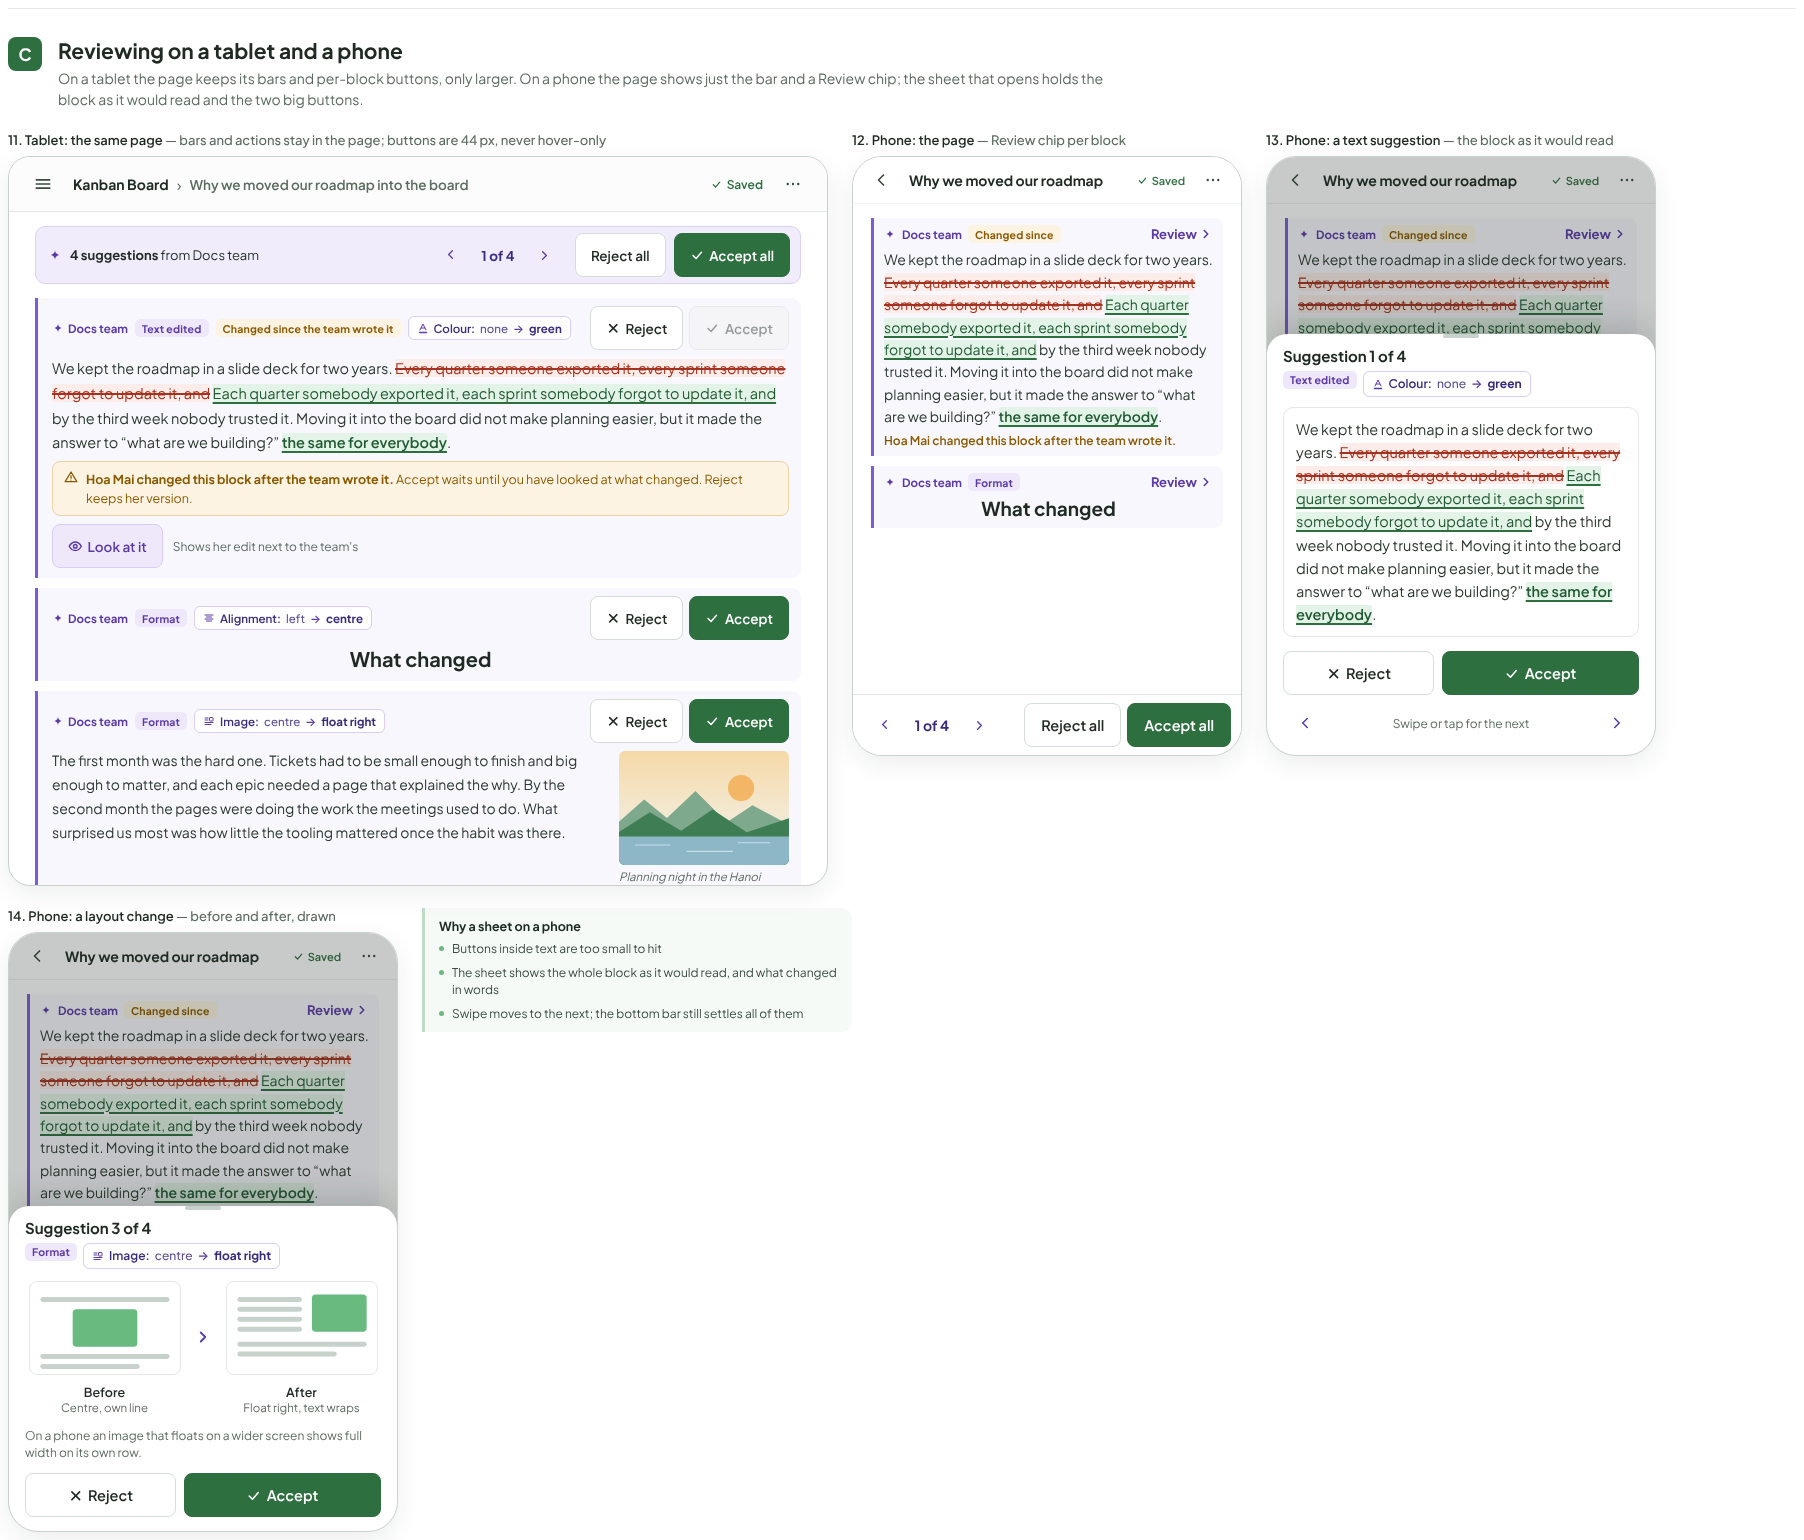 C
Reviewing on a tablet and a phone
On a tablet the page keeps its bars and per-block buttons, only larger. On a phone the page shows just the bar and a Review chip; the sheet that opens holds the
block as it would read and the two big buttons.
11. Tablet: the same page — bars and actions stay in the page; buttons are 44 px, never hover-only
Kanban Board › Why we moved our roadmap into the board
Saved
4 suggestions from Docs team
1 of 4
Reject all
Accept all
Docs team
Text edited
Changed since the team wrote it
Colour: none → green
Reject
Accept
We kept the roadmap in a slide deck for two years. Every quarter someone exported it, every sprint someone
forgot to update it, and Each quarter somebody exported it, each sprint somebody forgot to update it, and
by the third week nobody trusted it. Moving it into the board did not make planning easier, but it made the
answer to “what are we building?” the same for everybody.
Hoa Mai changed this block after the team wrote it. Accept waits until you have looked at what changed. Reject
keeps her version.
Look at it
Shows her edit next to the team's
Docs team
Format
Alignment: left → centre
Reject
Accept
What changed
Docs team
Format
Image: centre → float right
Reject
Accept
The first month was the hard one. Tickets had to be small enough to finish and big
enough to matter, and each epic needed a page that explained the why. By the
second month the pages were doing the work the meetings used to do. What
surprised us most was how little the tooling mattered once the habit was there.
Planning night in the Hanoi
12. Phone: the page — Review chip per block
Why we moved our roadmap
Saved
Docs team
Changed since
Review
We kept the roadmap in a slide deck for two years.
Every quarter someone exported it, every sprint
someone forgot to update it, and Each quarter
somebody exported it, each sprint somebody
forgot to update it, and by the third week nobody
trusted it. Moving it into the board did not make
planning easier, but it made the answer to “what
are we building?” the same for everybody.
Hoa Mai changed this block after the team wrote it.
Docs team
Format
Review
What changed
1 of 4
Reject all
Accept all
13. Phone: a text suggestion — the block as it would read
Why we moved our roadmap
Saved
Docs team
Changed since
Review
We kept the roadmap in a slide deck for two years.
Every quarter someone exported it, every sprint
someone forgot to update it, and Each quarter
somebody exported it, each sprint somebody
Suggestion 1 of 4
Text edited
Colour: none → green
We kept the roadmap in a slide deck for two
years. Every quarter someone exported it, every
sprint someone forgot to update it, and Each
quarter somebody exported it, each sprint
somebody forgot to update it, and by the third
week nobody trusted it. Moving it into the board
did not make planning easier, but it made the
answer to “what are we building?” the same for
everybody.
Reject
Accept
Swipe or tap for the next
14. Phone: a layout change — before and after, drawn
Why we moved our roadmap
Saved
Docs team
Changed since
Review
We kept the roadmap in a slide deck for two years.
Every quarter someone exported it, every sprint
someone forgot to update it, and Each quarter
somebody exported it, each sprint somebody
forgot to update it, and by the third week nobody
trusted it. Moving it into the board did not make
planning easier, but it made the answer to “what
are we building?” the same for everybody.
Suggestion 3 of 4
Format
Image: centre → float right
Before
Centre, own line
After
Float right, text wraps
On a phone an image that floats on a wider screen shows full
width on its own row.
Reject
Accept
Why a sheet on a phone
Buttons inside text are too small to hit
The sheet shows the whole block as it would read, and what changed
in words
Swipe moves to the next; the bottom bar still settles all of them